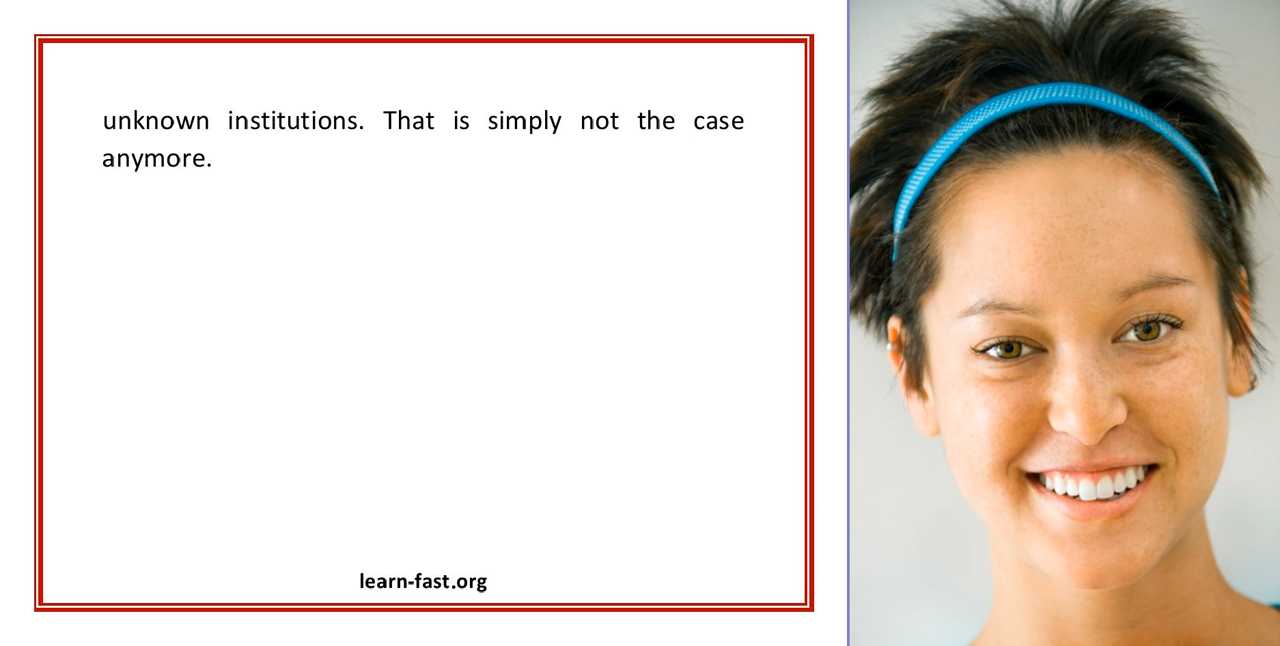 unknown institutions. That is simply not the case
anymore.
learn-fast.org